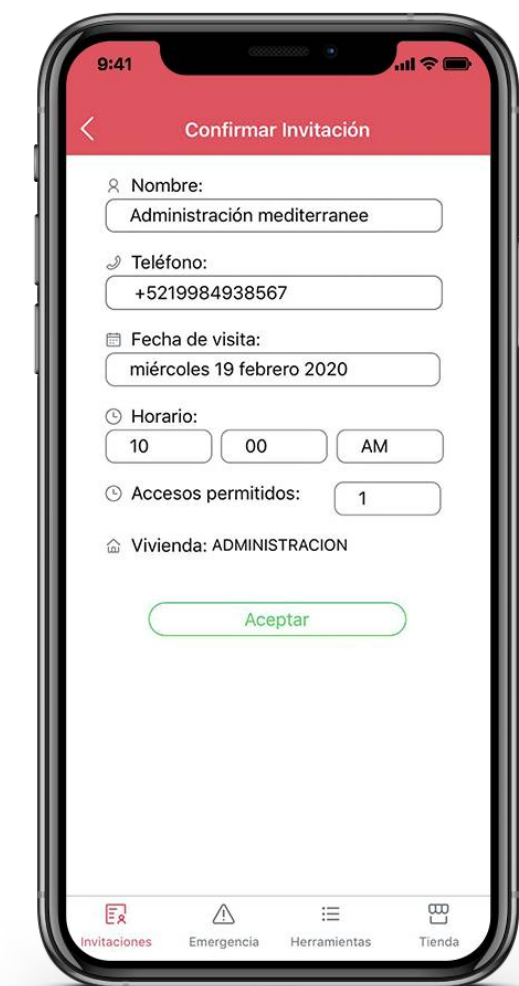 9:41
Confirmar Invitación
Nombre:
Administración mediterranee
Teléfono:
+5219984938567
Fecha de visita:
miércoles 19 febrero 2020
Horario:
10 00 AM
Accesos permitidos: 1
Vivienda: ADMINISTRACION
Aceptar
Invitaciones Emergencia Herramientas Tienda